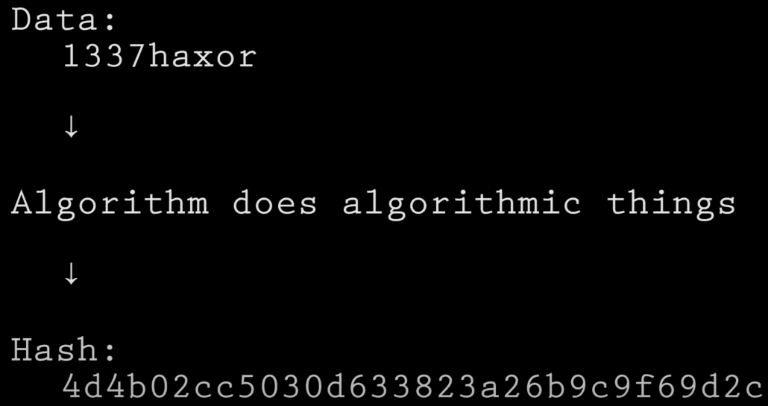 Data:
1337haxor
↓
Algorithm does algorithmic things
↓
Hash:
4d4b02cc5030d633823a26b9c9f69d2c